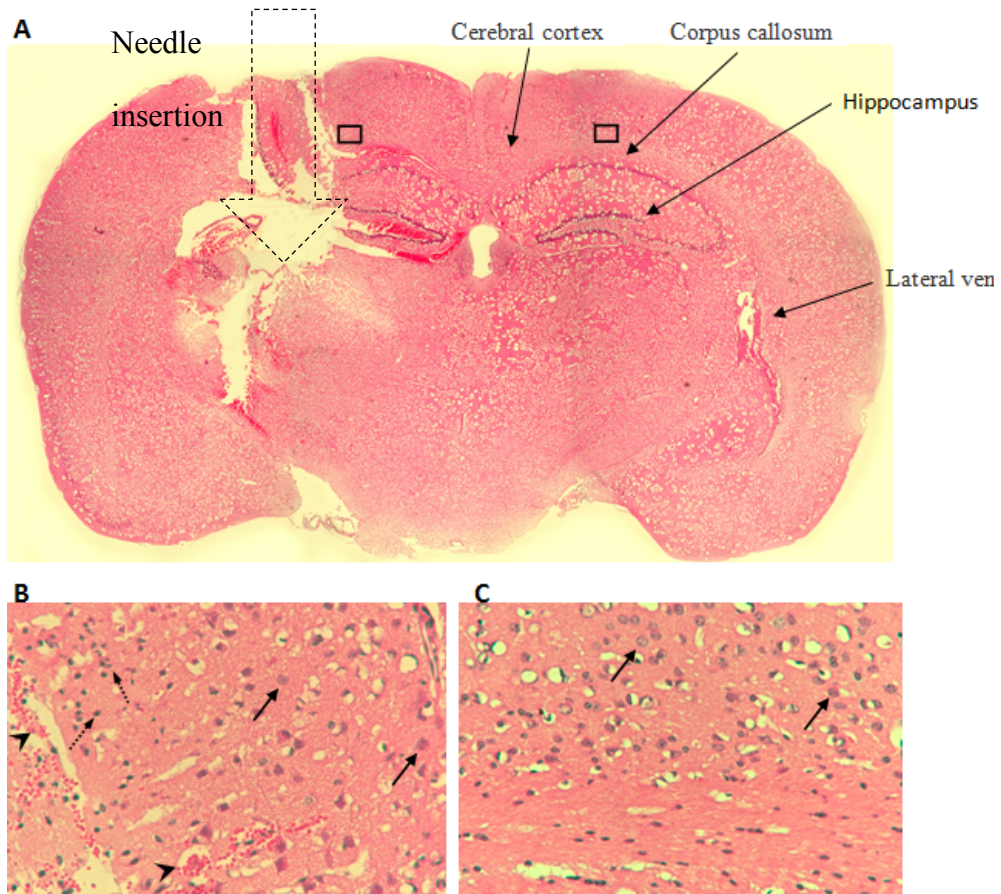 A
Needle
insertion
Cerebral cortex
Corpus callosum
Hippocampus
Lateral ven
B
C